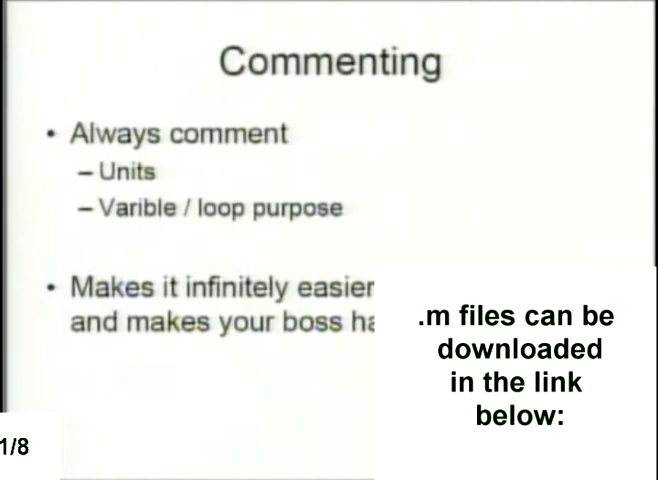 Commenting
• Always comment
– Units
– Varible / loop purpose
• Makes it infinitely easier
and makes your boss
.m files can be
downloaded
in the link
below:
1/8